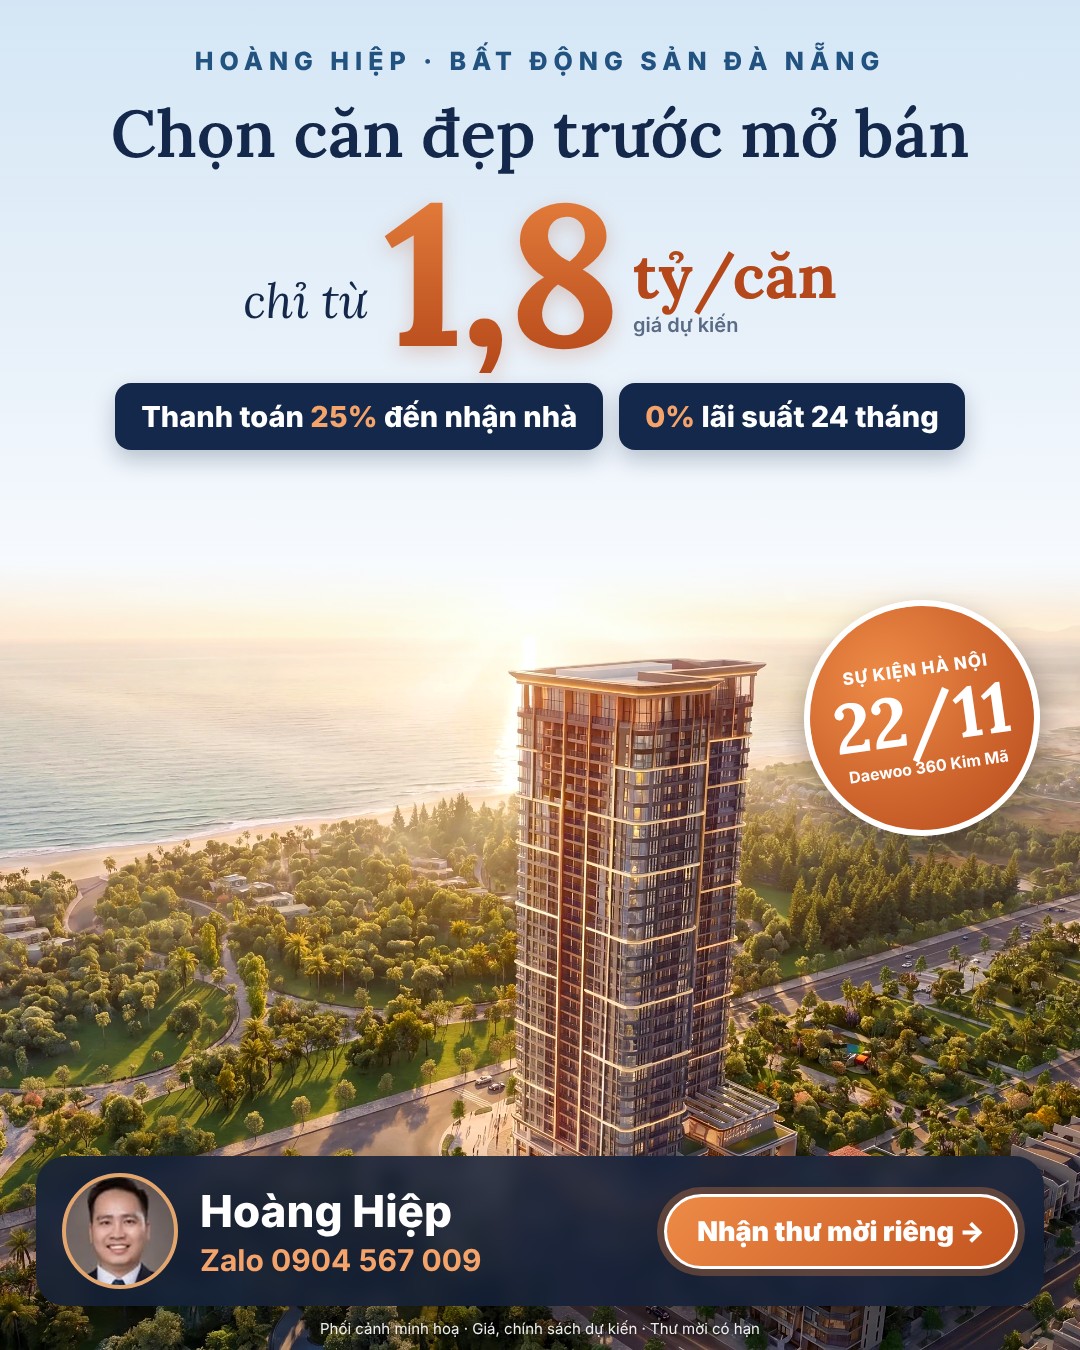 HOÀNG HIỆP · BẤT ĐỘNG SẢN ĐÀ NẴNG
Chọn căn đẹp trước mở bán
chỉ từ 1,8 tỷ/căn
giá dự kiến
Thanh toán 25% đến nhận nhà
0% lãi suất 24 tháng
SỰ KIỆN HÀ NỘI
22/11
Daewoo 360 Kim Mã
Hoàng Hiệp
Zalo 0904 567 009
Nhận thư mời riêng →
Phối cảnh minh hoạ · Giá, chính sách dự kiến · Thư mời có hạn